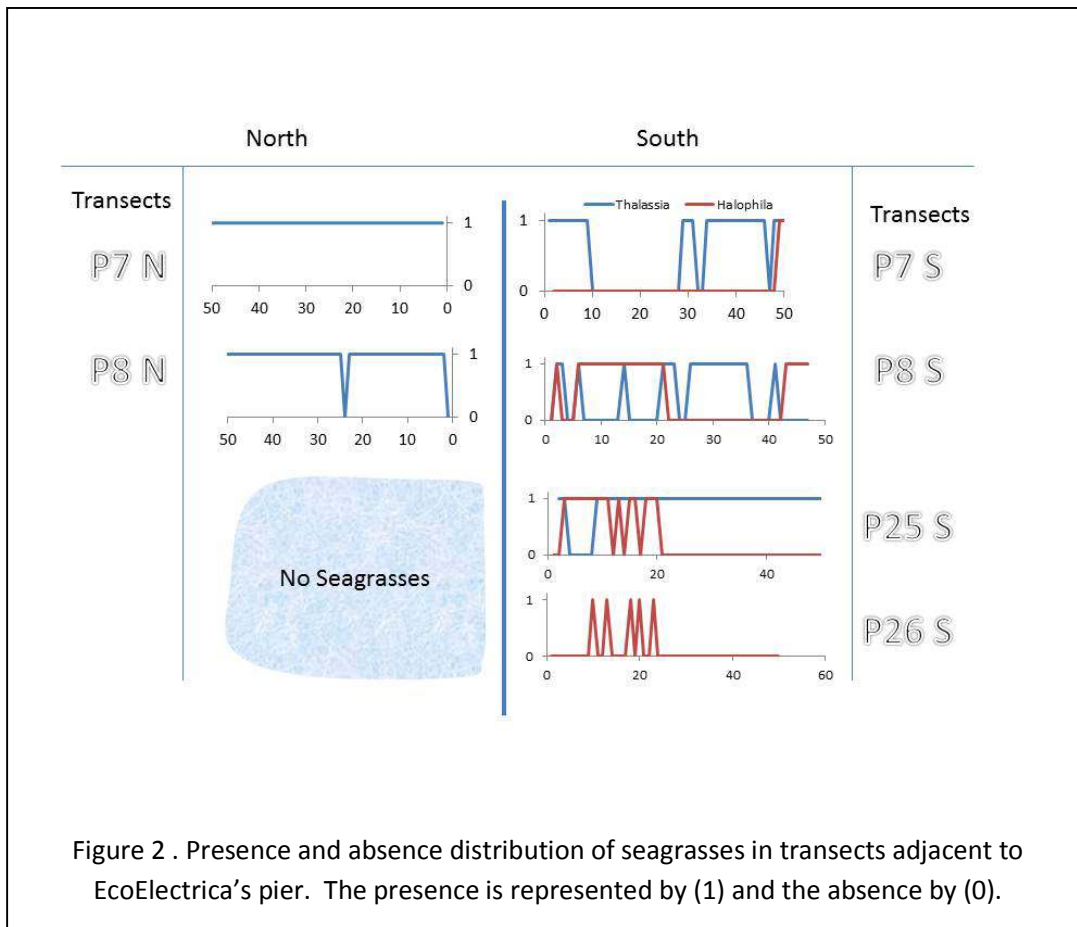 North South
Transects Transects
Thalassia Halophila
P7 N
1
0
50 40 30 20 10 0
1
0
0 10 20 30 40 50
P7 S
P8 N
1
0
50 40 30 20 10 0
1
0
0 10 20 30 40 50
P8 S
No Seagrasses
1
0
0 20 40
P25 S
1
0
0 20 40 60
P26 S
Figure 2 . Presence and absence distribution of seagrasses in transects adjacent to
EcoElectrica’s pier. The presence is represented by (1) and the absence by (0).